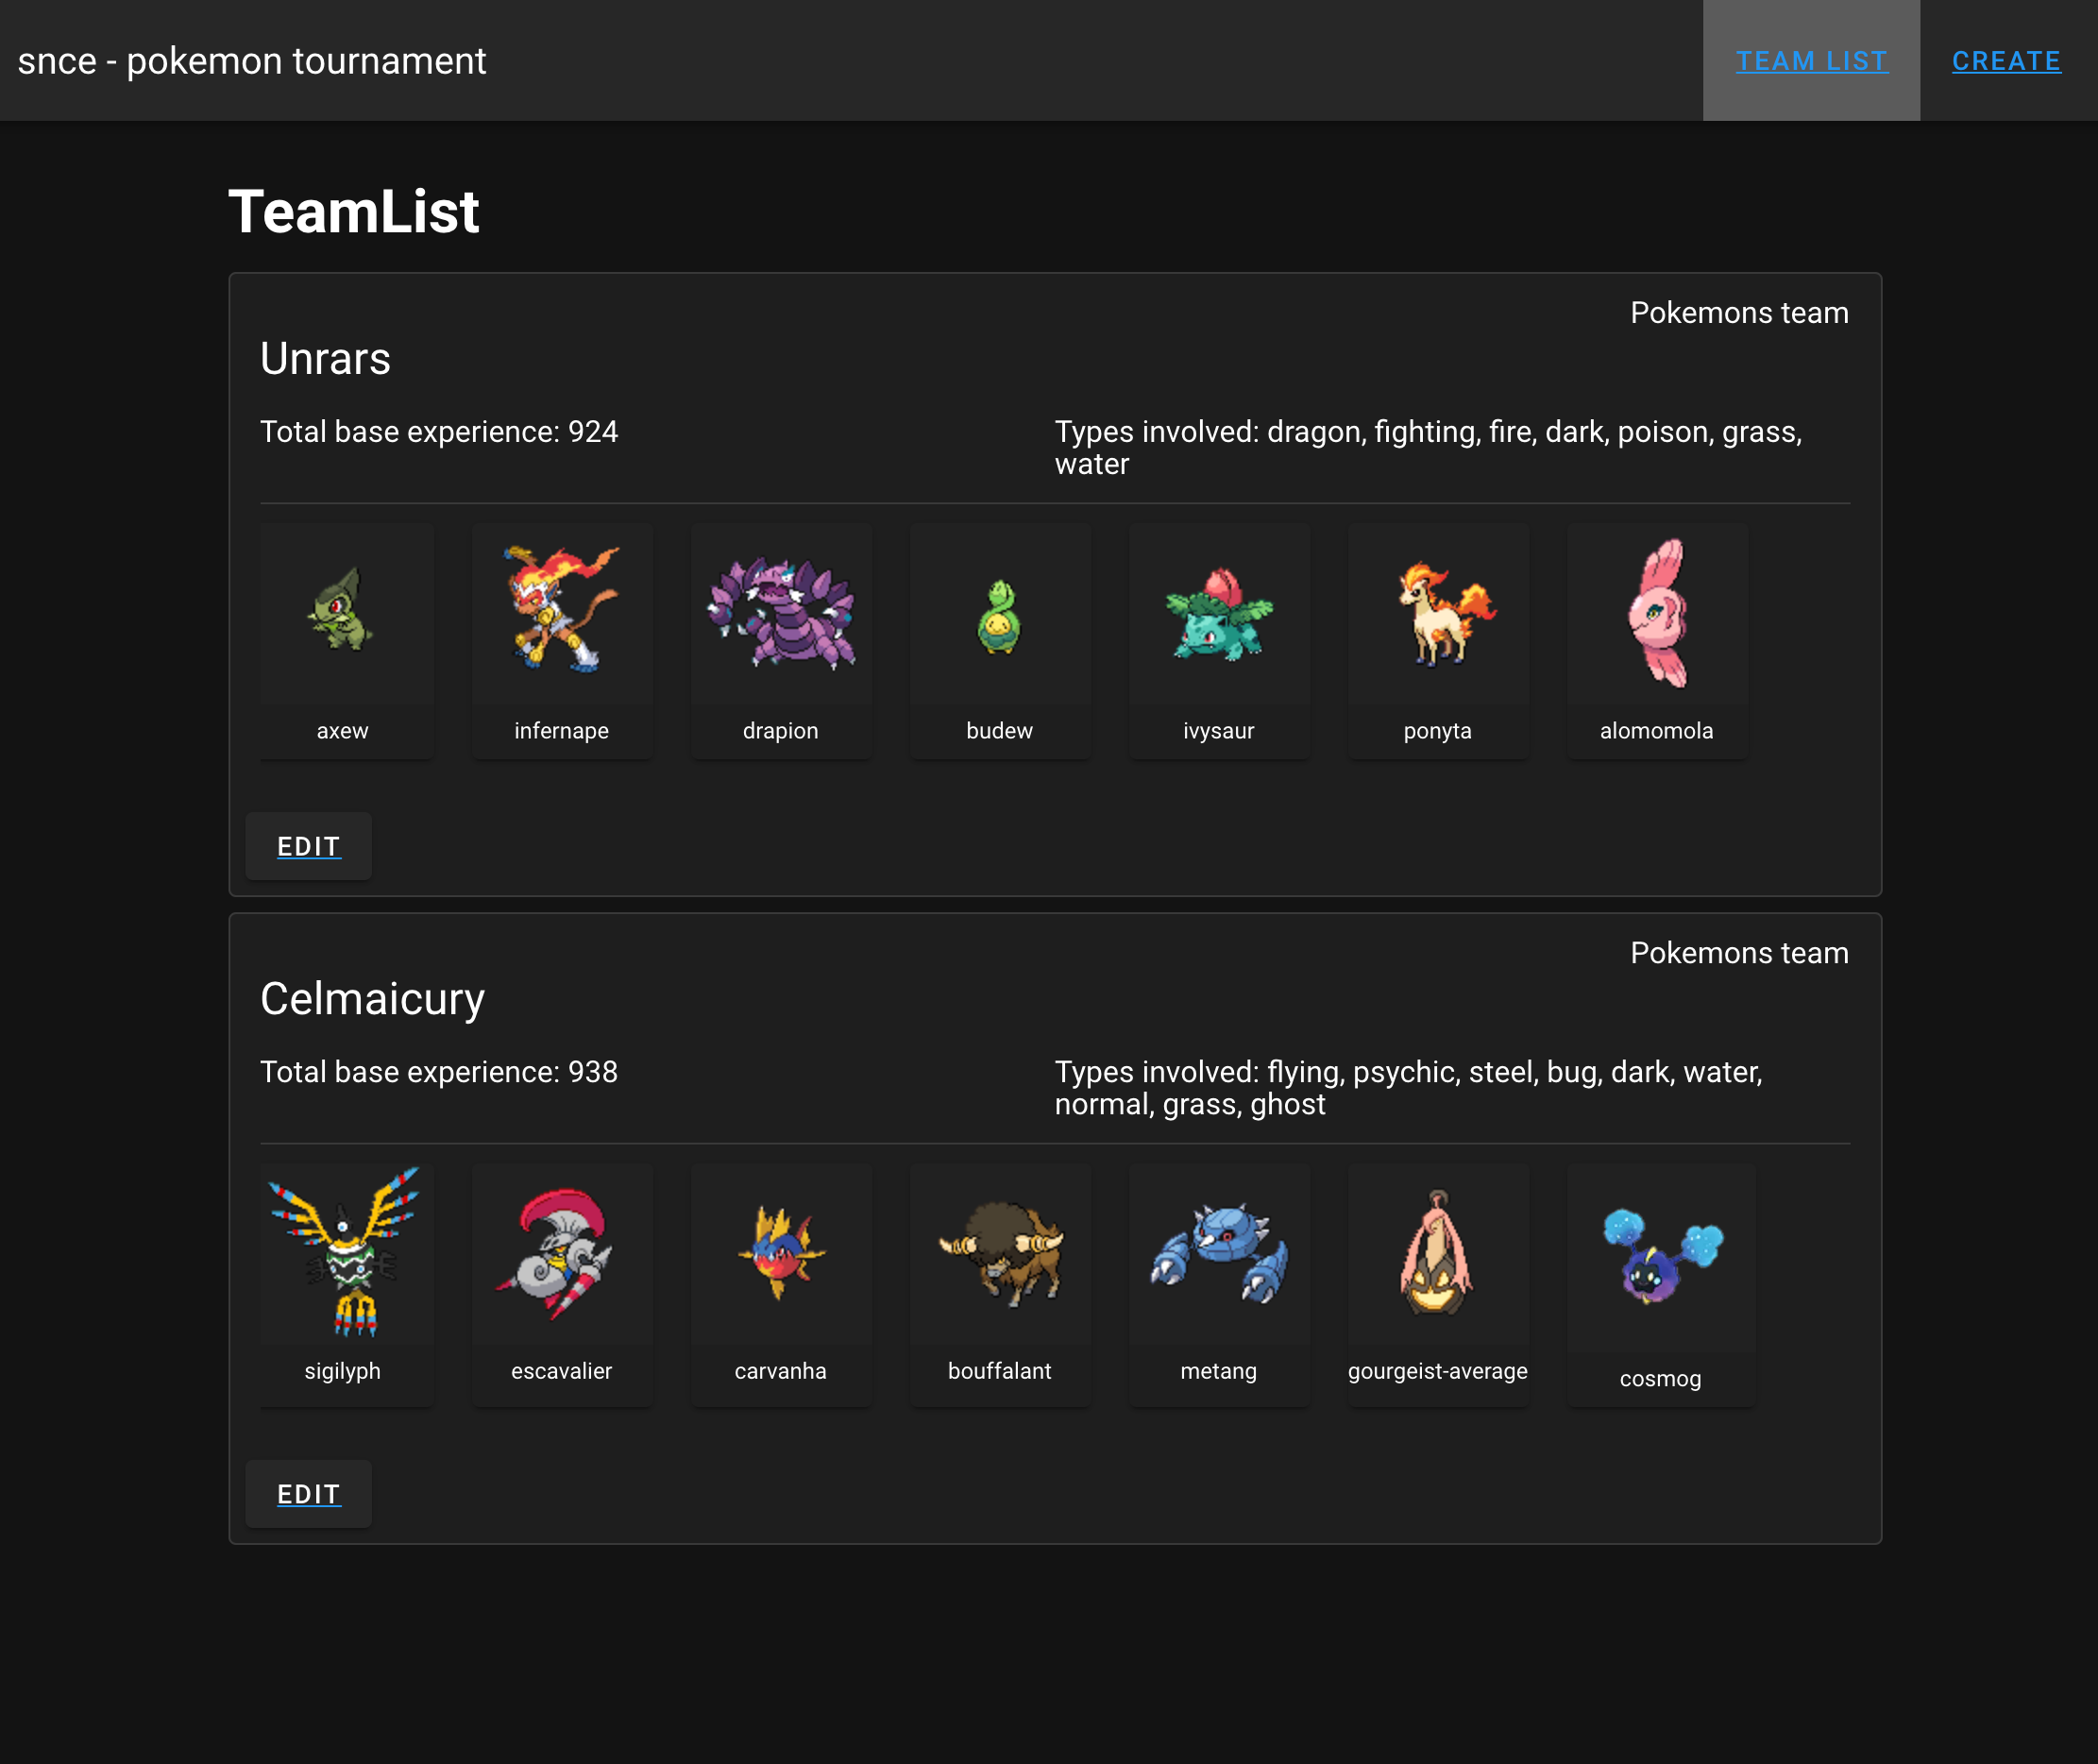 snce - pokemon tournament
TEAM LIST
CREATE
TeamList
Pokemons team
Unrars
Total base experience: 924
Types involved: dragon, fighting, fire, dark, poison, grass,
water
axew
infernape
drapion
budew
ivysaur
ponyta
alomomola
EDIT
Pokemons team
Celmaicury
Total base experience: 938
Types involved: flying, psychic, steel, bug, dark, water,
normal, grass, ghost
sigilyph
escavalier
carvanha
bouffalant
metang
gourgeist-average
cosmog
EDIT